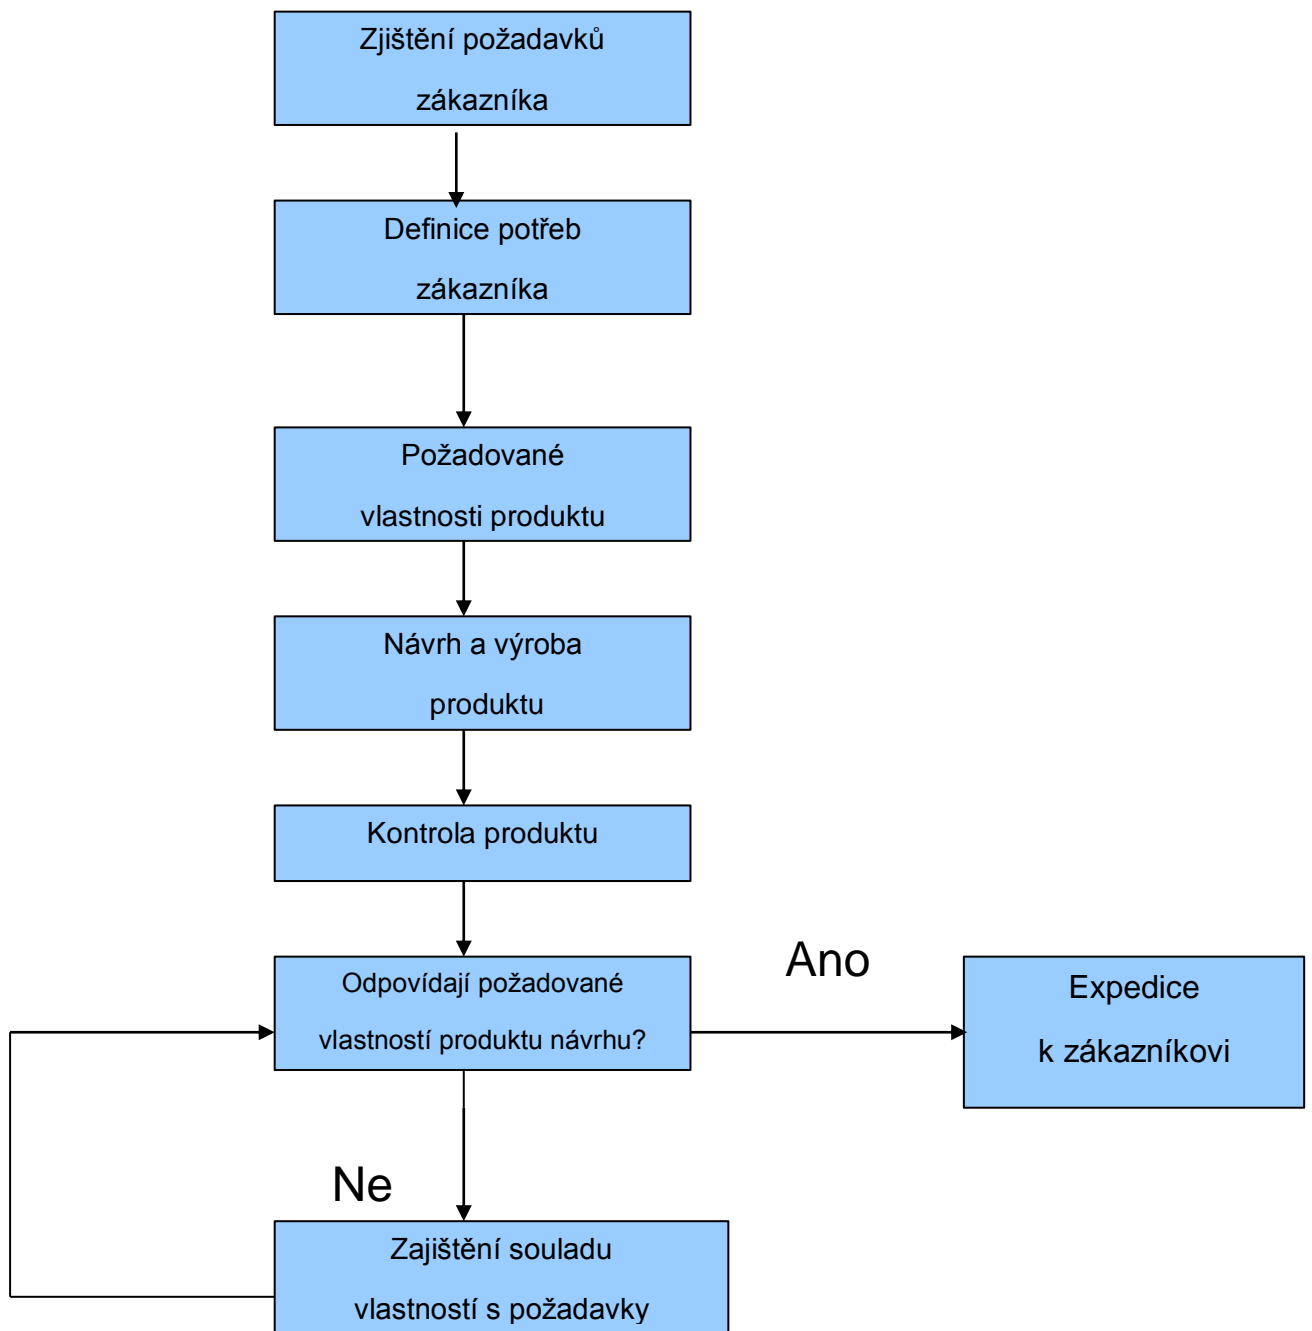 Zjištění požadavků
zákazníka
Definice potřeb
zákazníka
Požadované
vlastnosti produktu
Návrh a výroba
produktu
Kontrola produktu
Odpovídají požadované
vlastností produktu návrhu?
Ano
Expedice
k zákazníkovi
Ne
Zajištění souladu
vlastností s požadavky